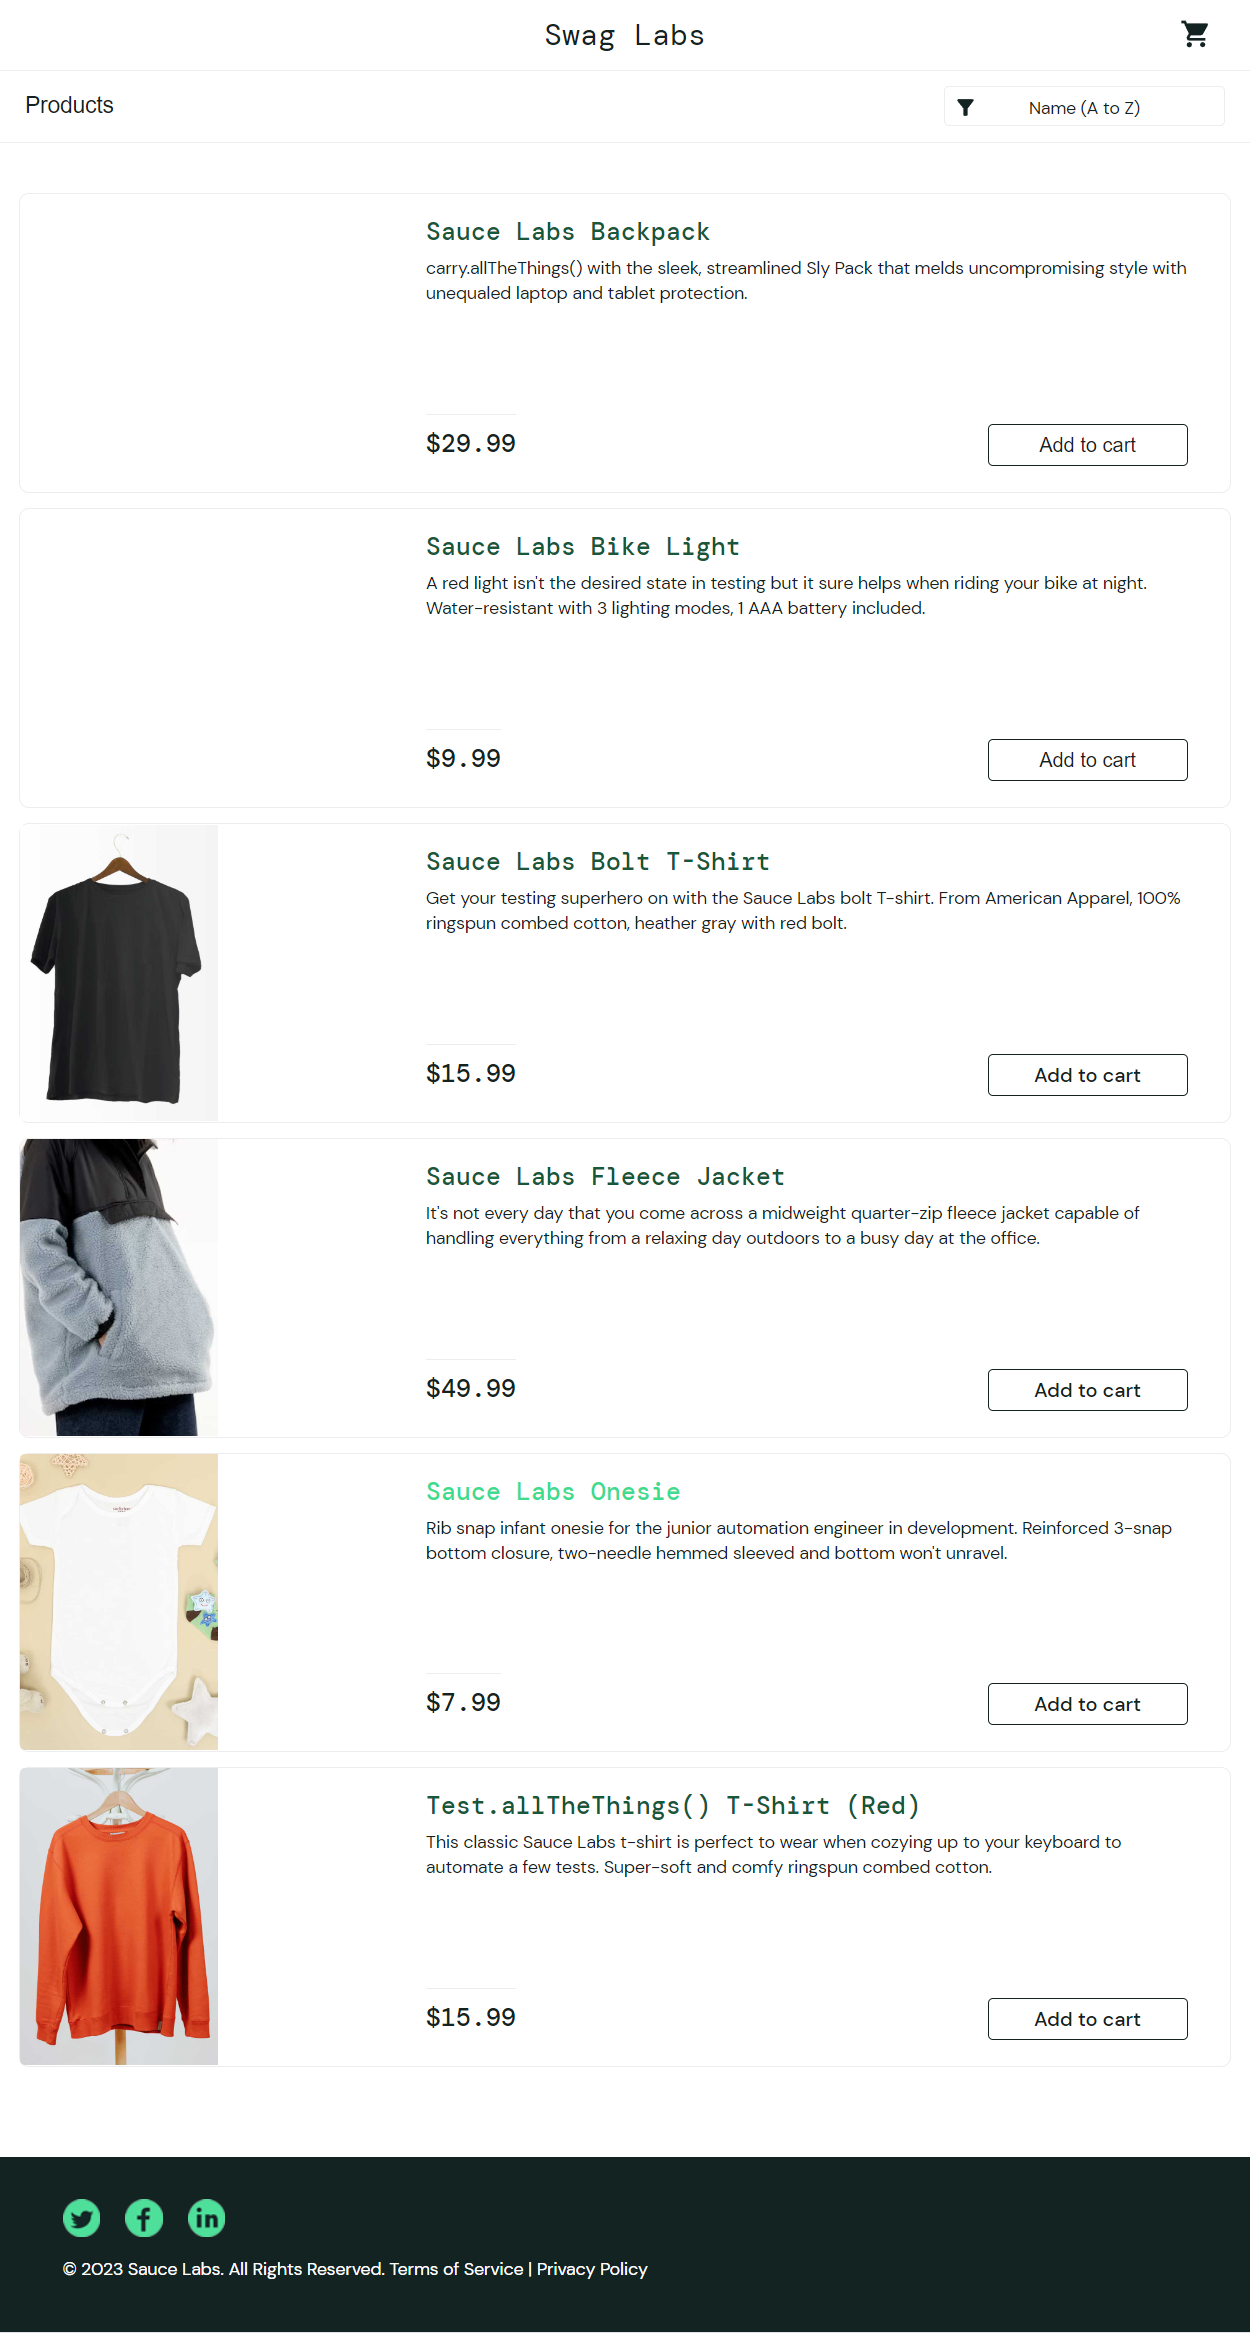 Swag Labs
Products
Name (A to Z)
Sauce Labs Backpack
carry.allTheThings() with the sleek, streamlined Sly Pack that melds uncompromising style with
unequaled laptop and tablet protection.
$29.99
Add to cart
Sauce Labs Bike Light
A red light isn't the desired state in testing but it sure helps when riding your bike at night.
Water-resistant with 3 lighting modes, 1 AAA battery included.
$9.99
Add to cart
Sauce Labs Bolt T-Shirt
Get your testing superhero on with the Sauce Labs bolt T-shirt. From American Apparel, 100%
ringspun combed cotton, heather gray with red bolt.
$15.99
Add to cart
Sauce Labs Fleece Jacket
It's not every day that you come across a midweight quarter-zip fleece jacket capable of
handling everything from a relaxing day outdoors to a busy day at the office.
$49.99
Add to cart
Sauce Labs Onesie
Rib snap infant onesie for the junior automation engineer in development. Reinforced 3-snap
bottom closure, two-needle hemmed sleeved and bottom won't unravel.
$7.99
Add to cart
Test.allTheThings() T-Shirt (Red)
This classic Sauce Labs t-shirt is perfect to wear when cozying up to your keyboard to
automate a few tests. Super-soft and comfy ringspun combed cotton.
$15.99
Add to cart
© 2023 Sauce Labs. All Rights Reserved. Terms of Service | Privacy Policy